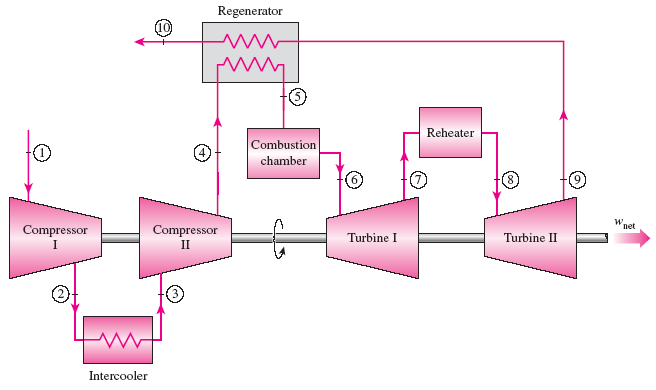 Regenerator
10
5
Combustion
chamber
Reheater
1
4
6
7
8
9
Compressor
I
Compressor
II
Turbine I
Turbine II
wnet
2
3
Intercooler